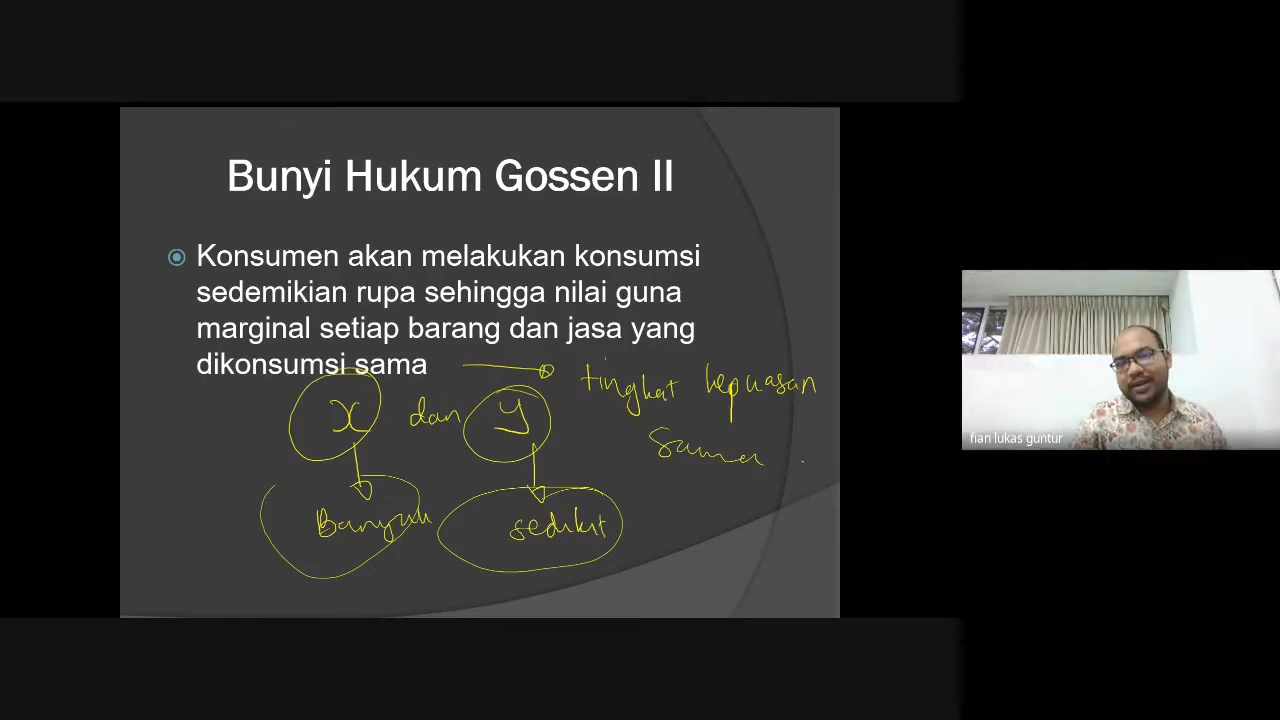 Bunyi Hukum Gossen II
Konsumen akan melakukan konsumsi
sedemikian rupa sehingga nilai guna
marginal setiap barang dan jasa yang
dikonsumsi sama
tingkat kepuasan
sama
x dan y
Banyak sedikit
fian lukas guntur